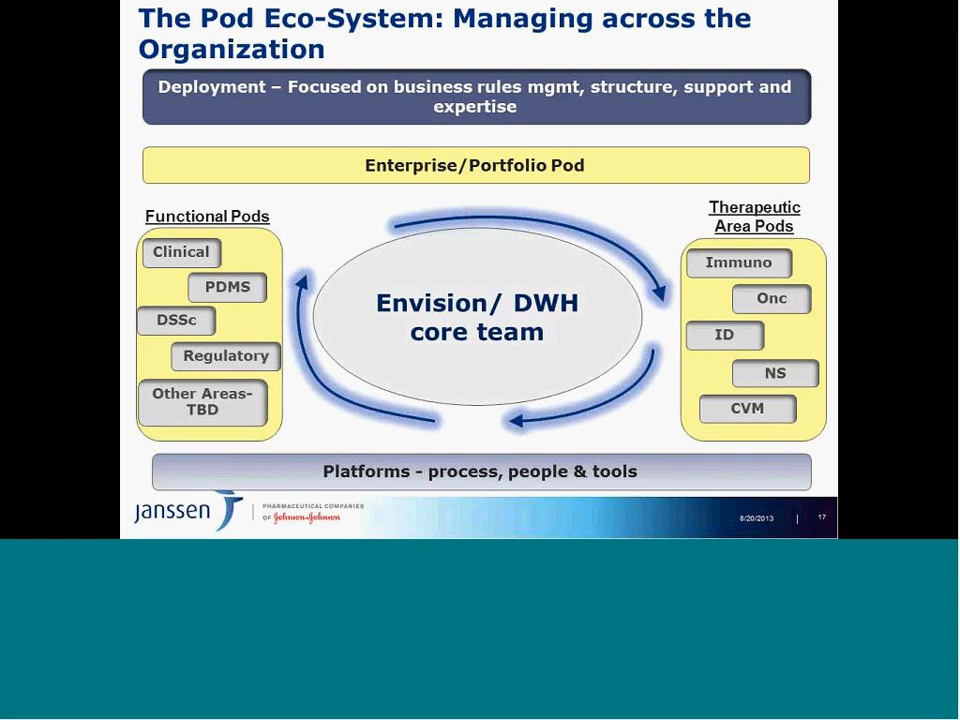 The Pod Eco-System: Managing across the
Organization
Deployment – Focused on business rules mgmt, structure, support and
expertise
Enterprise/Portfolio Pod
Functional Pods
Clinical
PDMS
DSSc
Regulatory
Other Areas-
TBD
Envision/ DWH
core team
Therapeutic
Area Pods
Immuno
Onc
ID
NS
CVM
Platforms - process, people & tools
janssen
PHARMACEUTICAL COMPANIES
OF Johnson & Johnson
8/20/2013 | 17